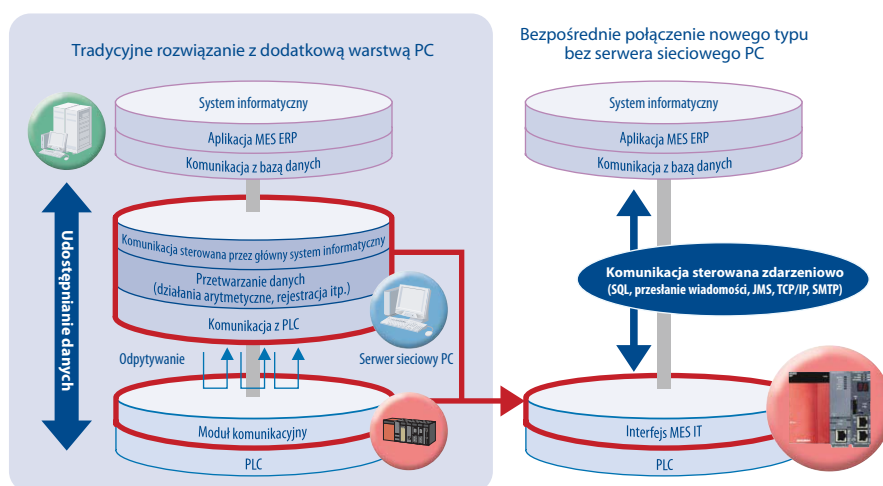 Tradycyjne rozwiązanie z dodatkową warstwą PC
System informatyczny
Aplikacja MES ERP
Komunikacja z bazą danych
Udostępnianie danych
Komunikacja sterowana przez główny system informatyczny
Przetwarzanie danych
(działania arytmetyczne, rejestracja itp.)
Komunikacja z PLC
Odpytywanie
Serwer sieciowy PC
Moduł komunikacyjny
PLC
Bezpośrednie połączenie nowego typu
bez serwera sieciowego PC
System informatyczny
Aplikacja MES ERP
Komunikacja z bazą danych
Komunikacja sterowana zdarzeniowo
(SQL, przesłanie wiadomości, JMS, TCP/IP, SMTP)
Interfejs MES IT
PLC